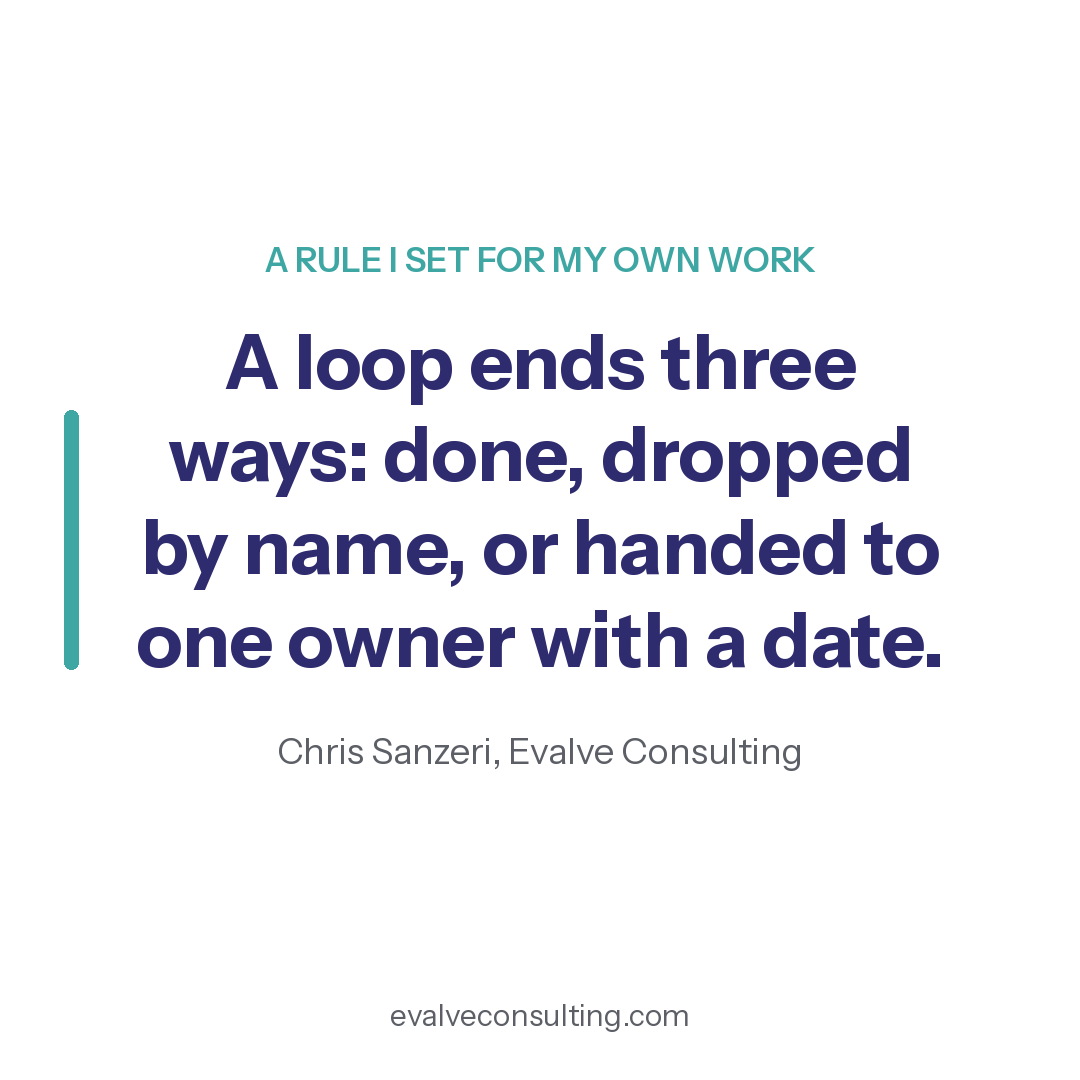 A RULE I SET FOR MY OWN WORK
A loop ends three
ways: done, dropped
by name, or handed to
one owner with a date.
Chris Sanzeri, Evalve Consulting
evalveconsulting.com